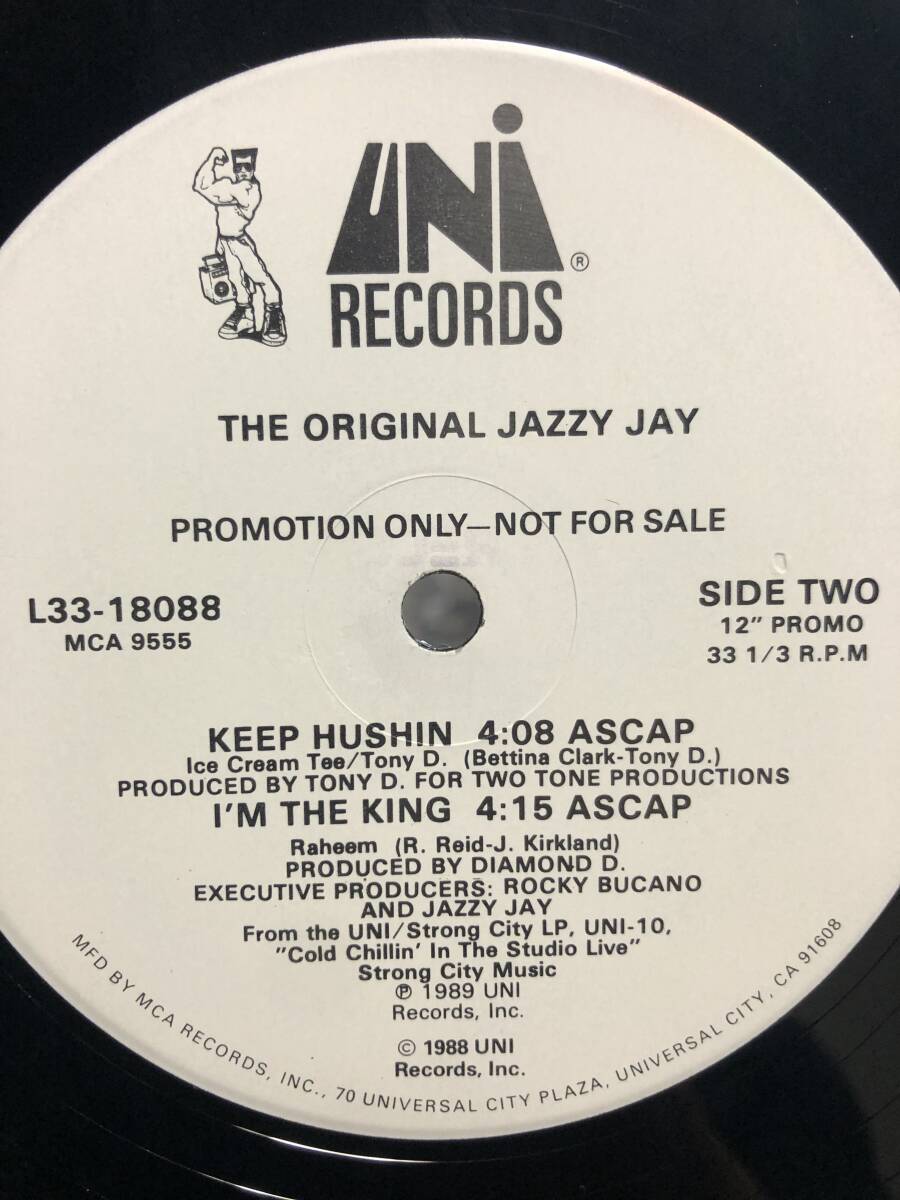 UNI®
RECORDS
THE ORIGINAL JAZZY JAY
PROMOTION ONLY—NOT FOR SALE
L33-18088
MCA 9555
SIDE TWO
12" PROMO
33 1/3 R.P.M
KEEP HUSHIN 4:08 ASCAP
Ice Cream Tee/Tony D. (Bettina Clark-Tony D.)
PRODUCED BY TONY D. FOR TWO TONE PRODUCTIONS
I'M THE KING 4:15 ASCAP
Raheem (R. Reid-J. Kirkland)
PRODUCED BY DIAMOND D.
EXECUTIVE PRODUCERS: ROCKY BUCANO
AND JAZZY JAY
From the UNI/Strong City LP, UNI-10,
"Cold Chillin' In The Studio Live"
Strong City Music
℗ 1989 UNI
Records, Inc.
© 1988 UNI
Records, Inc.
MFD BY MCA RECORDS, INC., 70 UNIVERSAL CITY PLAZA, UNIVERSAL CITY, CA 91608